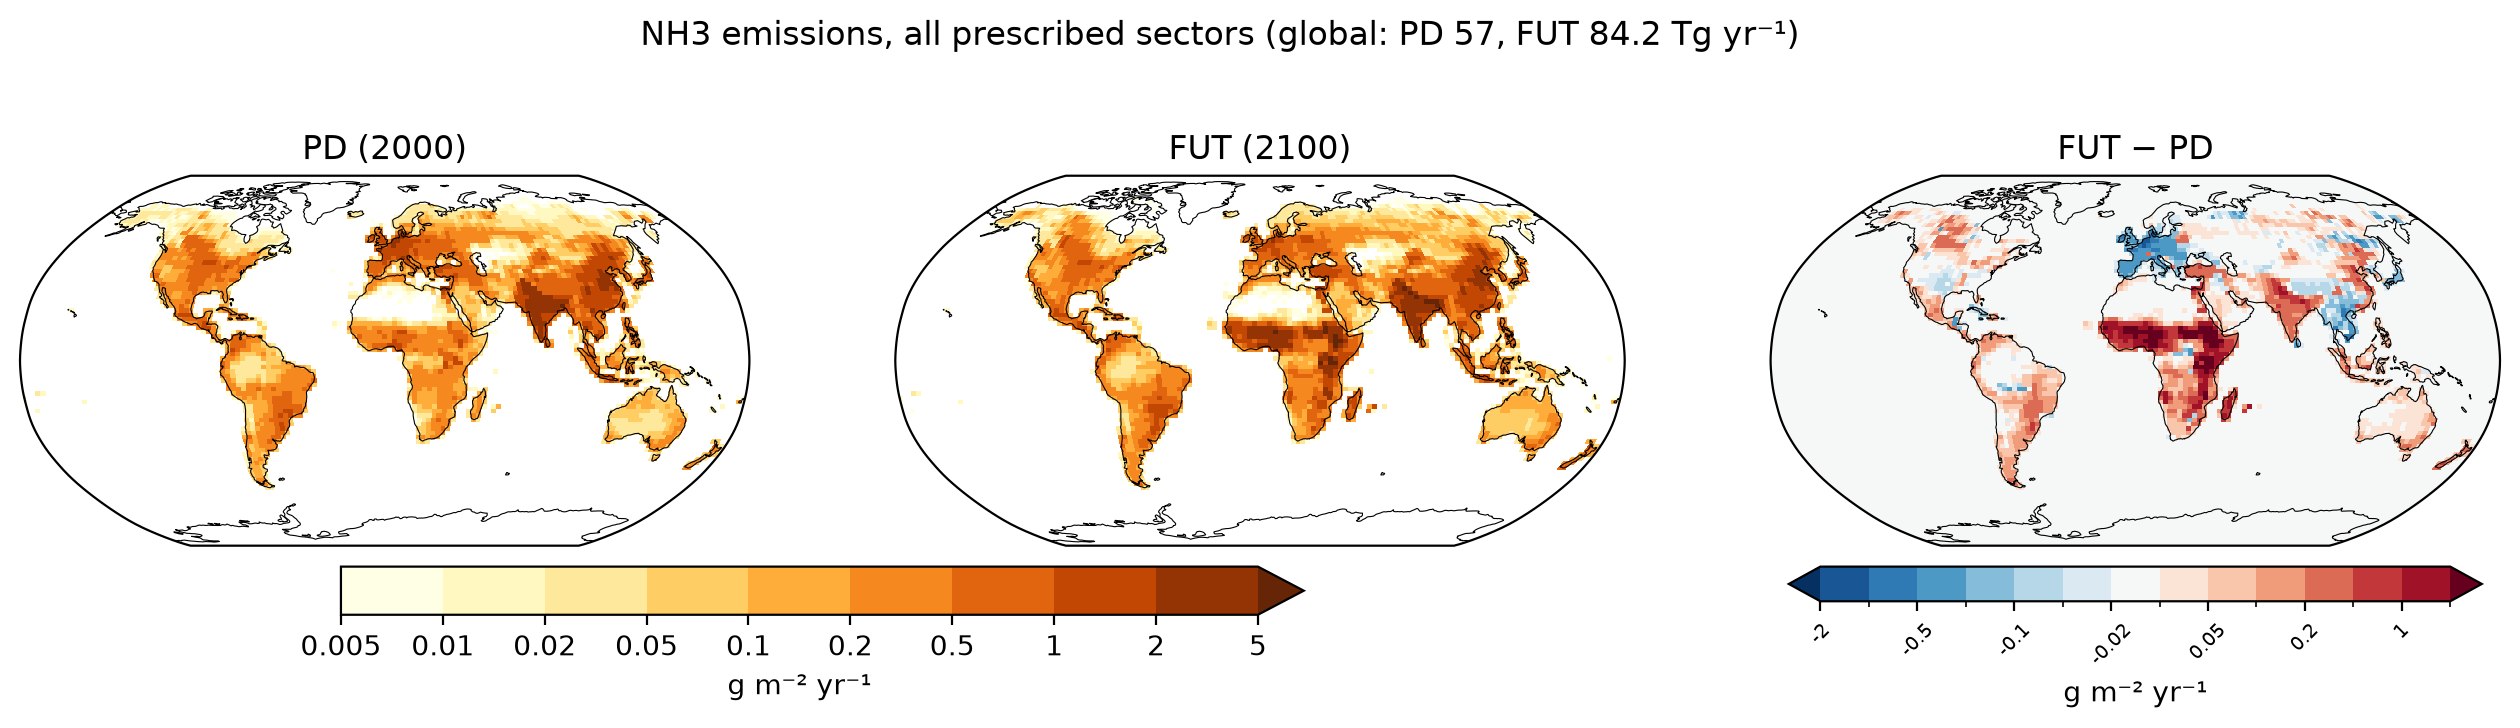 NH3 emissions, all prescribed sectors (global: PD 57, FUT 84.2 Tg yr⁻¹)
PD (2000)
FUT (2100)
FUT − PD
0.005 0.01 0.02 0.05 0.1 0.2 0.5 1 2 5
g m⁻² yr⁻¹
-2 -0.5 -0.1 -0.02 0.05 0.2 1
g m⁻² yr⁻¹